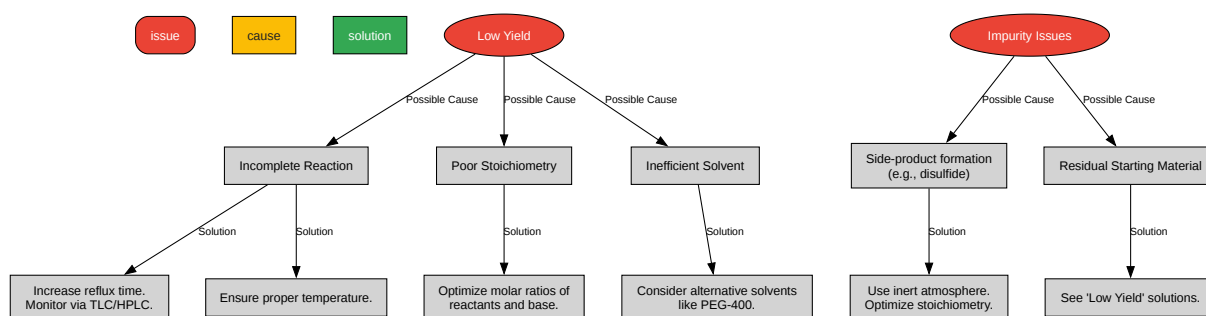 issue
cause
solution
Low Yield
Impurity Issues
Possible Cause
Possible Cause
Possible Cause
Possible Cause
Possible Cause
Incomplete Reaction
Poor Stoichiometry
Inefficient Solvent
Side-product formation
(e.g., disulfide)
Residual Starting Material
Solution
Solution
Solution
Solution
Solution
Solution
Increase reflux time.
Monitor via TLC/HPLC.
Ensure proper temperature.
Optimize molar ratios of
reactants and base.
Consider alternative solvents
like PEG-400.
Use inert atmosphere.
Optimize stoichiometry.
See 'Low Yield' solutions.